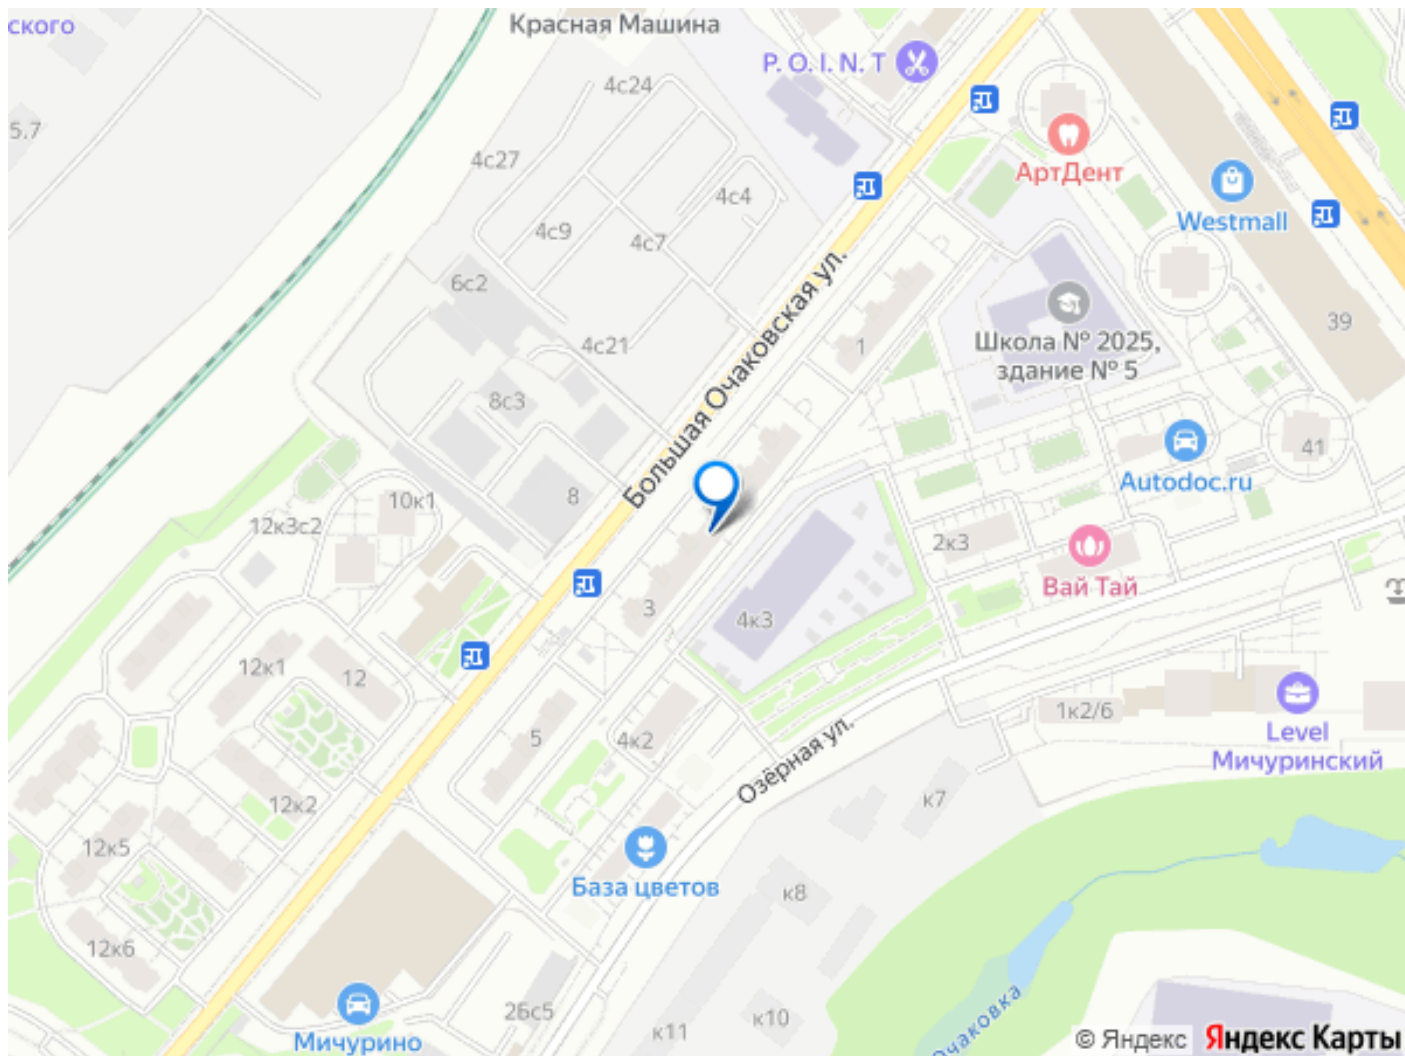 ского
Красная Машина
P. O. I. N. T
4с24
5.7
4с27
АртДент
4с4
Westmall
4с9
4с7
6с2
Большая Очаковская ул.
39
4с21
1
Школа № 2025,
здание № 5
8с3
41
Autodoc.ru
8
10к1
12к3с2
2к3
Вай Тай
3
4к3
12к1
12
1к2/6
5
4к2
Level
Мичуринский
Озёрная ул.
12к2
к7
12к5
База цветов
к8
12к6
26с5
к11
к10
Очаковка
Мичурино
© Яндекс Яндекс Карты